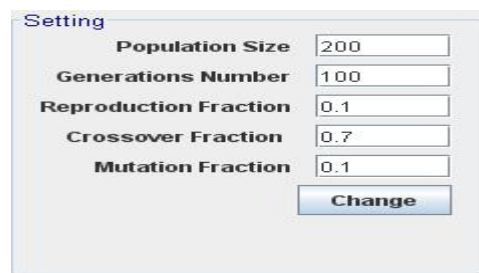 Setting
Population Size 200
Generations Number 100
Reproduction Fraction 0.1
Crossover Fraction 0.7
Mutation Fraction 0.1
Change